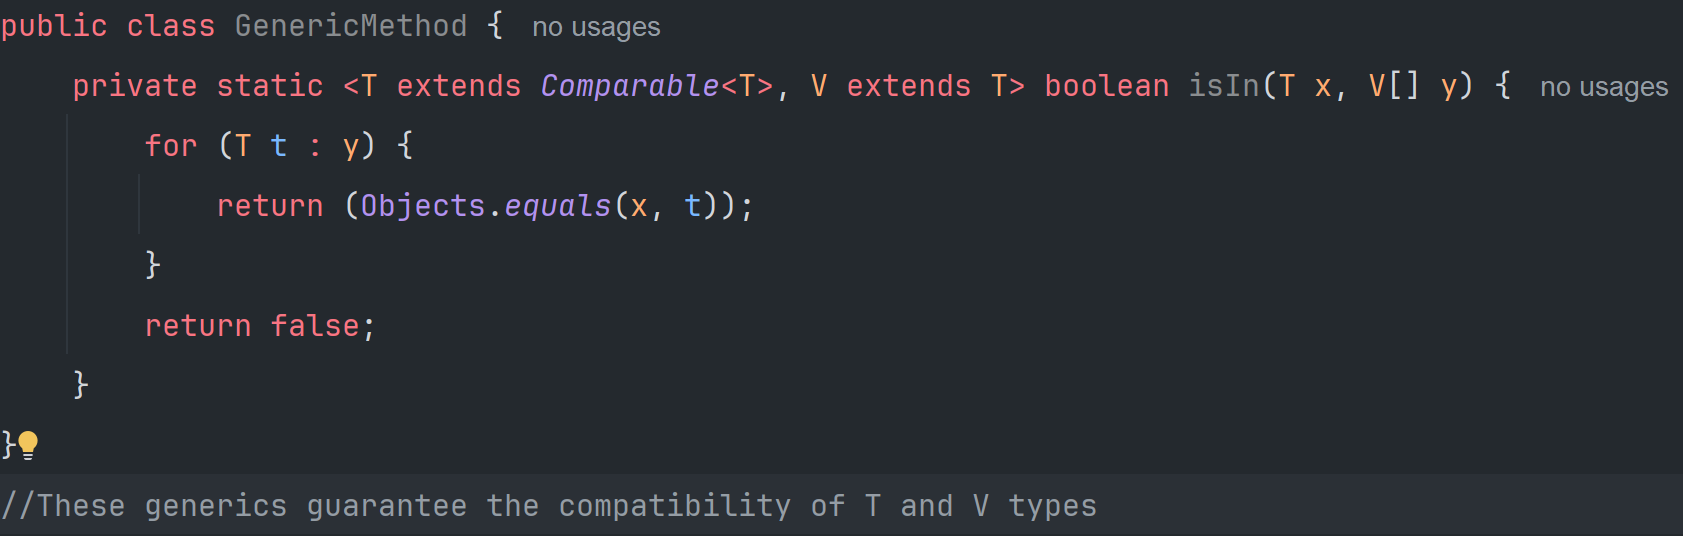 public class GenericMethod { no usages
private static <T extends Comparable<T>, V extends T> boolean isIn(T x, V[] y) { no usages
for (T t : y) {
return (Objects.equals(x, t));
}
return false;
}
}
//These generics guarantee the compatibility of T and V types